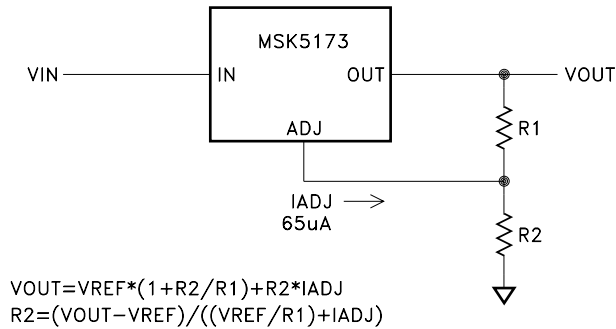 MSK5173
VIN
IN
OUT
VOUT
ADJ
R1
IADJ
65uA
R2
VOUT=VREF*(1+R2/R1)+R2*IADJ
R2=(VOUT-VREF)/((VREF/R1)+IADJ)